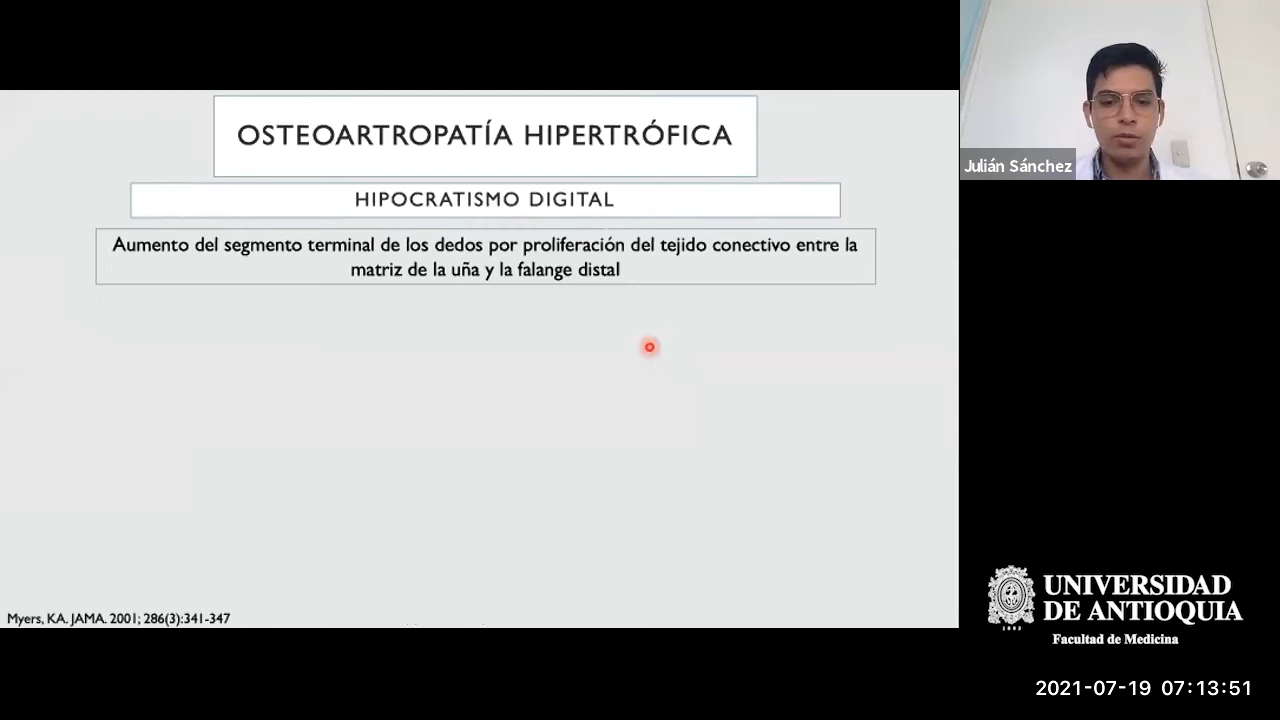 OSTEOARTROPATÍA HIPERTRÓFICA
HIPOCRATISMO DIGITAL
Aumento del segmento terminal de los dedos por proliferación del tejido conectivo entre la
matriz de la uña y la falange distal
Myers, KA. JAMA. 2001; 286(3):341-347
Julián Sánchez
1803
UNIVERSIDAD
DE ANTIOQUIA
Facultad de Medicina
2021-07-19 07:13:51